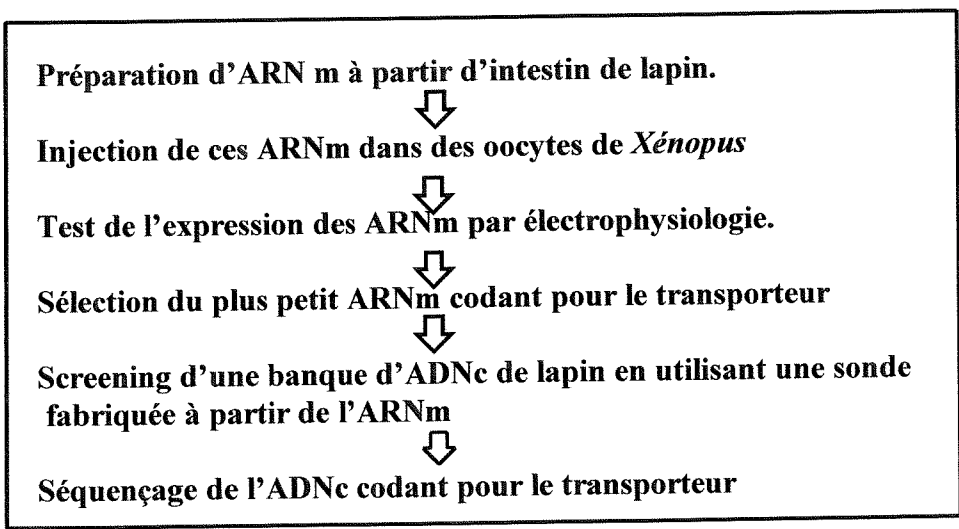 Préparation d'ARN m à partir d'intestin de lapin.
Injection de ces ARNm dans des oocytes de Xénopus
Test de l'expression des ARNm par électrophysiologie.
Sélection du plus petit ARNm codant pour le transporteur
Screening d'une banque d'ADNc de lapin en utilisant une sonde
fabriquée à partir de l'ARNm
Séquençage de l'ADNc codant pour le transporteur